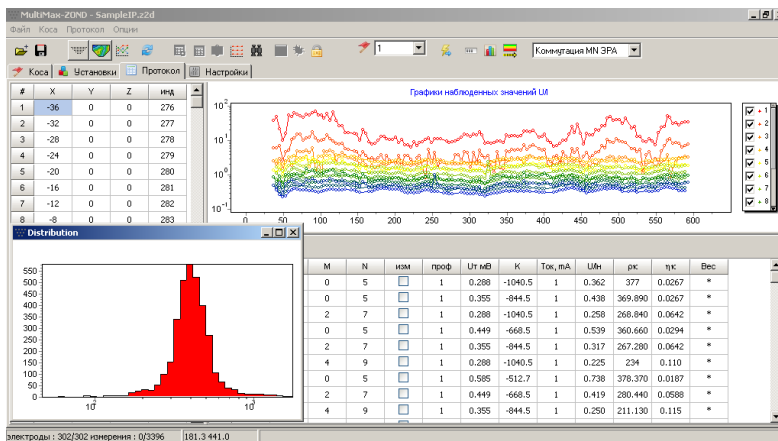 MultiMax-ZOND - SampleIP.z2d
Файл Коса Протокол Опции
1 Коммутация MN ЭРА
Коса Установки Протокол Настройки
# X Y Z инд
1 -36 0 0 276
2 -32 0 0 277
3 -28 0 0 278
4 -24 0 0 279
5 -20 0 0 280
6 -16 0 0 281
7 -12 0 0 282
8 -8 0 0 283
Графики наблюденных значений U/I
10² 10¹ 10⁰ 10⁻¹
0 50 100 150 200 250 300 350 400 450 500 550 600
1
2
3
4
5
6
7
8
Distribution
550
500
450
400
350
300
250
200
150
100
50
0
10² 10³
M N изм проф Uт мВ K Ток, mA U/н ρк ηк Вес
0 5 1 0.288 -1040.5 1 0.362 377 0.0267 *
0 5 1 0.355 -844.5 1 0.438 369.890 0.0267 *
2 7 1 0.288 -1040.5 1 0.258 268.840 0.0642 *
0 5 1 0.449 -668.5 1 0.539 360.660 0.0294 *
2 7 1 0.355 -844.5 1 0.317 267.280 0.0642 *
4 9 1 0.288 -1040.5 1 0.225 234 0.110 *
0 5 1 0.585 -512.7 1 0.738 378.370 0.0187 *
2 7 1 0.449 -668.5 1 0.419 280.440 0.0588 *
4 9 1 0.355 -844.5 1 0.250 211.130 0.115 *
электроды : 302/302 измерения : 0/3396 181.3 441.0